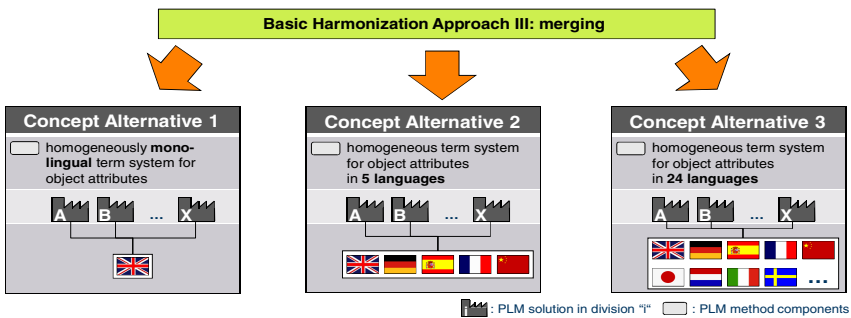 Basic Harmonization Approach III: merging
Concept Alternative 1
homogeneously mono-
lingual term system for
object attributes
A B ... X
Concept Alternative 2
homogeneous term system
for object attributes
in 5 languages
A B ... X
Concept Alternative 3
homogeneous term system
for object attributes
in 24 languages
A B ... X
...
i : PLM solution in division "i“ : PLM method components